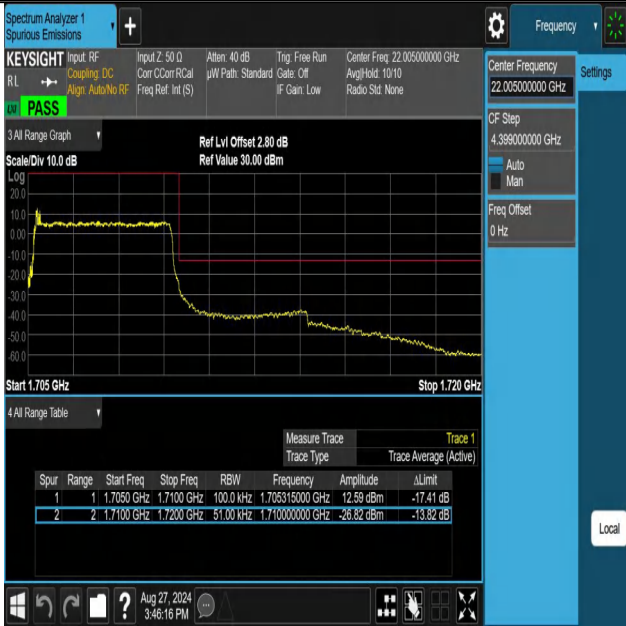 Spectrum Analyzer 1
Spurious Emissions
+
Frequency
KEYSIGHT
RL
PASS
Input: RF
Coupling: DC
Align: Auto/No RF
Input Z: 50 Ω
Corr CCorr RCal
Freq Ref: Int (S)
Atten: 40 dB
µW Path: Standard
Trig: Free Run
Gate: Off
IF Gain: Low
Center Freq: 22.005000000 GHz
Avg|Hold: 10/10
Radio Std: None
Center Frequency
22.005000000 GHz
Settings
CF Step
4.399000000 GHz
Auto
Man
Freq Offset
0 Hz
3 All Range Graph
Scale/Div 10.0 dB
Ref Lvl Offset 2.80 dB
Ref Value 30.00 dBm
Log
20.0
10.0
0.00
-10.0
-20.0
-30.0
-40.0
-50.0
-60.0
Start 1.705 GHz
Stop 1.720 GHz
4 All Range Table
Measure Trace Trace 1
Trace Type Trace Average (Active)
Spur Range Start Freq Stop Freq RBW Frequency Amplitude ΔLimit
1 1 1.7050 GHz 1.7100 GHz 100.0 kHz 1.705315000 GHz 12.59 dBm -17.41 dB
2 2 1.7100 GHz 1.7200 GHz 51.00 kHz 1.710000000 GHz -26.82 dBm -13.82 dB
Local
?
Aug 27, 2024
3:46:16 PM